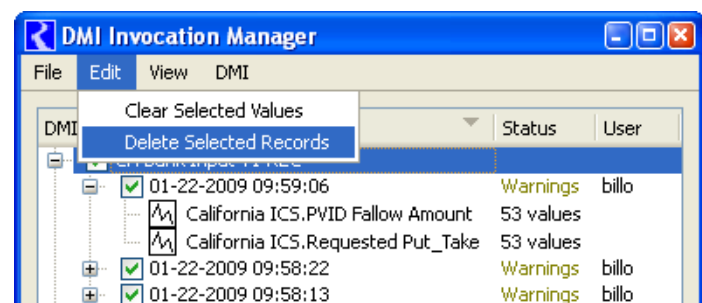 DMI Invocation Manager
File Edit View DMI
Clear Selected Values
DMI Status User
Delete Selected Records
01-22-2009 09:59:06 Warnings billo
California ICS.PVID Fallow Amount 53 values
California ICS.Requested Put_Take 53 values
01-22-2009 09:58:22 Warnings billo
01-22-2009 09:58:13 Warnings billo